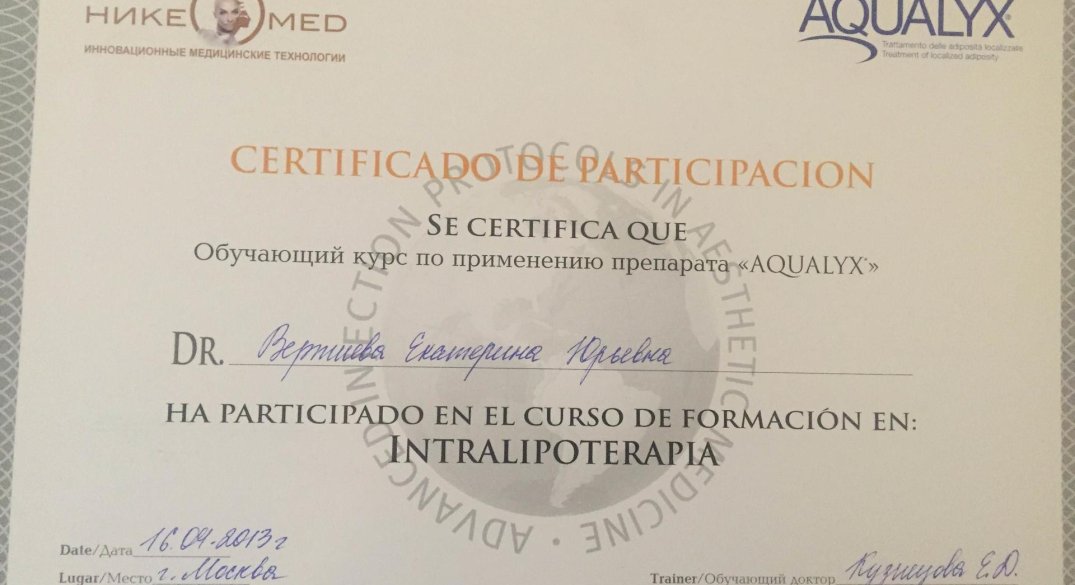 НИКЕ MED
AQUALYX®
ИННОВАЦИОННЫЕ МЕДИЦИНСКИЕ ТЕХНОЛОГИИ
Trattamento delle adiposità localizzate
Treatment of localized adiposity
CERTIFICADO DE PARTICIPACION
SE CERTIFICA QUE
Обучающий курс по применению препарата «AQUALYX®»
DR. Екатерина Юрьевна
HA PARTICIPADO EN EL CURSO DE FORMACIÓN EN:
INTRALIPOTERAPIA
ADVANCED INJECTION PROTOCOLS IN AESTHETIC MEDICINE •
Date/Дата 16.04.2013 г
Lugar/Место г. Москва
Trainer/Обучающий доктор Кузнецова Е.Д.